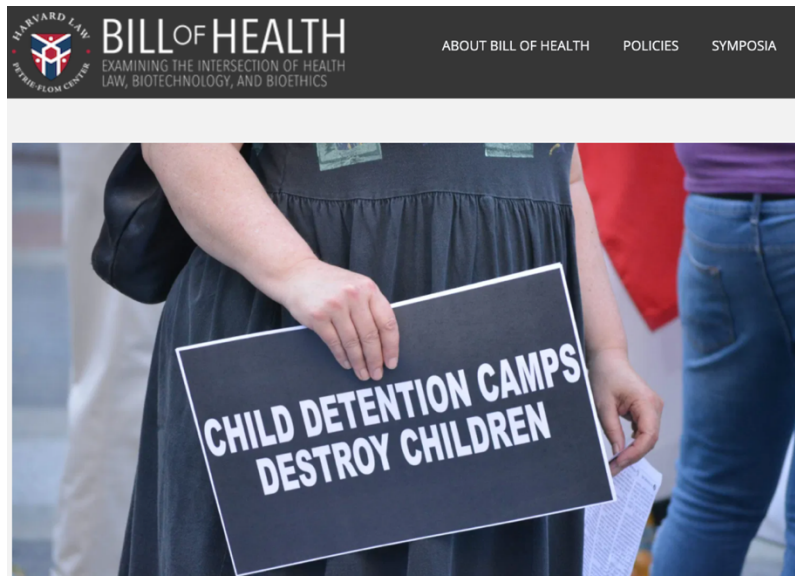 HARVARD LAW
PETRIE-FLOM CENTER
BILL OF HEALTH
EXAMINING THE INTERSECTION OF HEALTH
LAW, BIOTECHNOLOGY, AND BIOETHICS
ABOUT BILL OF HEALTH
POLICIES
SYMPOSIA
CHILD DETENTION CAMPS
DESTROY CHILDREN